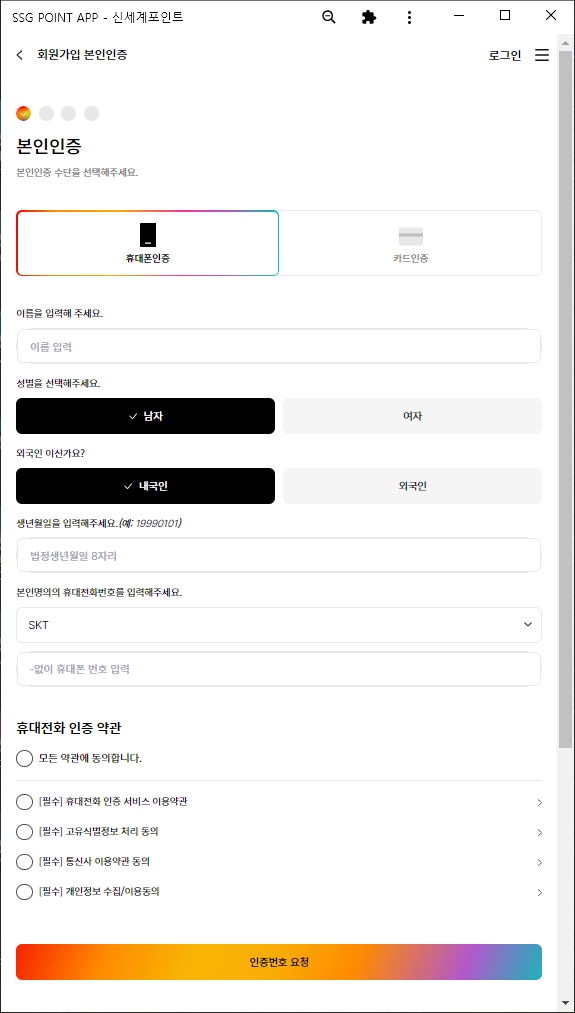 SSG POINT APP - 신세계포인트
회원가입 본인인증
로그인
본인인증
본인인증 수단을 선택해주세요.
휴대폰인증
카드인증
이름을 입력해 주세요.
이름 입력
성별을 선택해주세요.
남자
여자
외국인 이신가요?
내국인
외국인
생년월일을 입력해주세요.(예: 19990101)
법정생년월일 8자리
본인명의의 휴대전화번호를 입력해주세요.
SKT
-없이 휴대폰 번호 입력
휴대전화 인증 약관
모든 약관에 동의합니다.
[필수] 휴대전화 인증 서비스 이용약관
[필수] 고유식별정보 처리 동의
[필수] 통신사 이용약관 동의
[필수] 개인정보 수집/이용동의
인증번호 요청